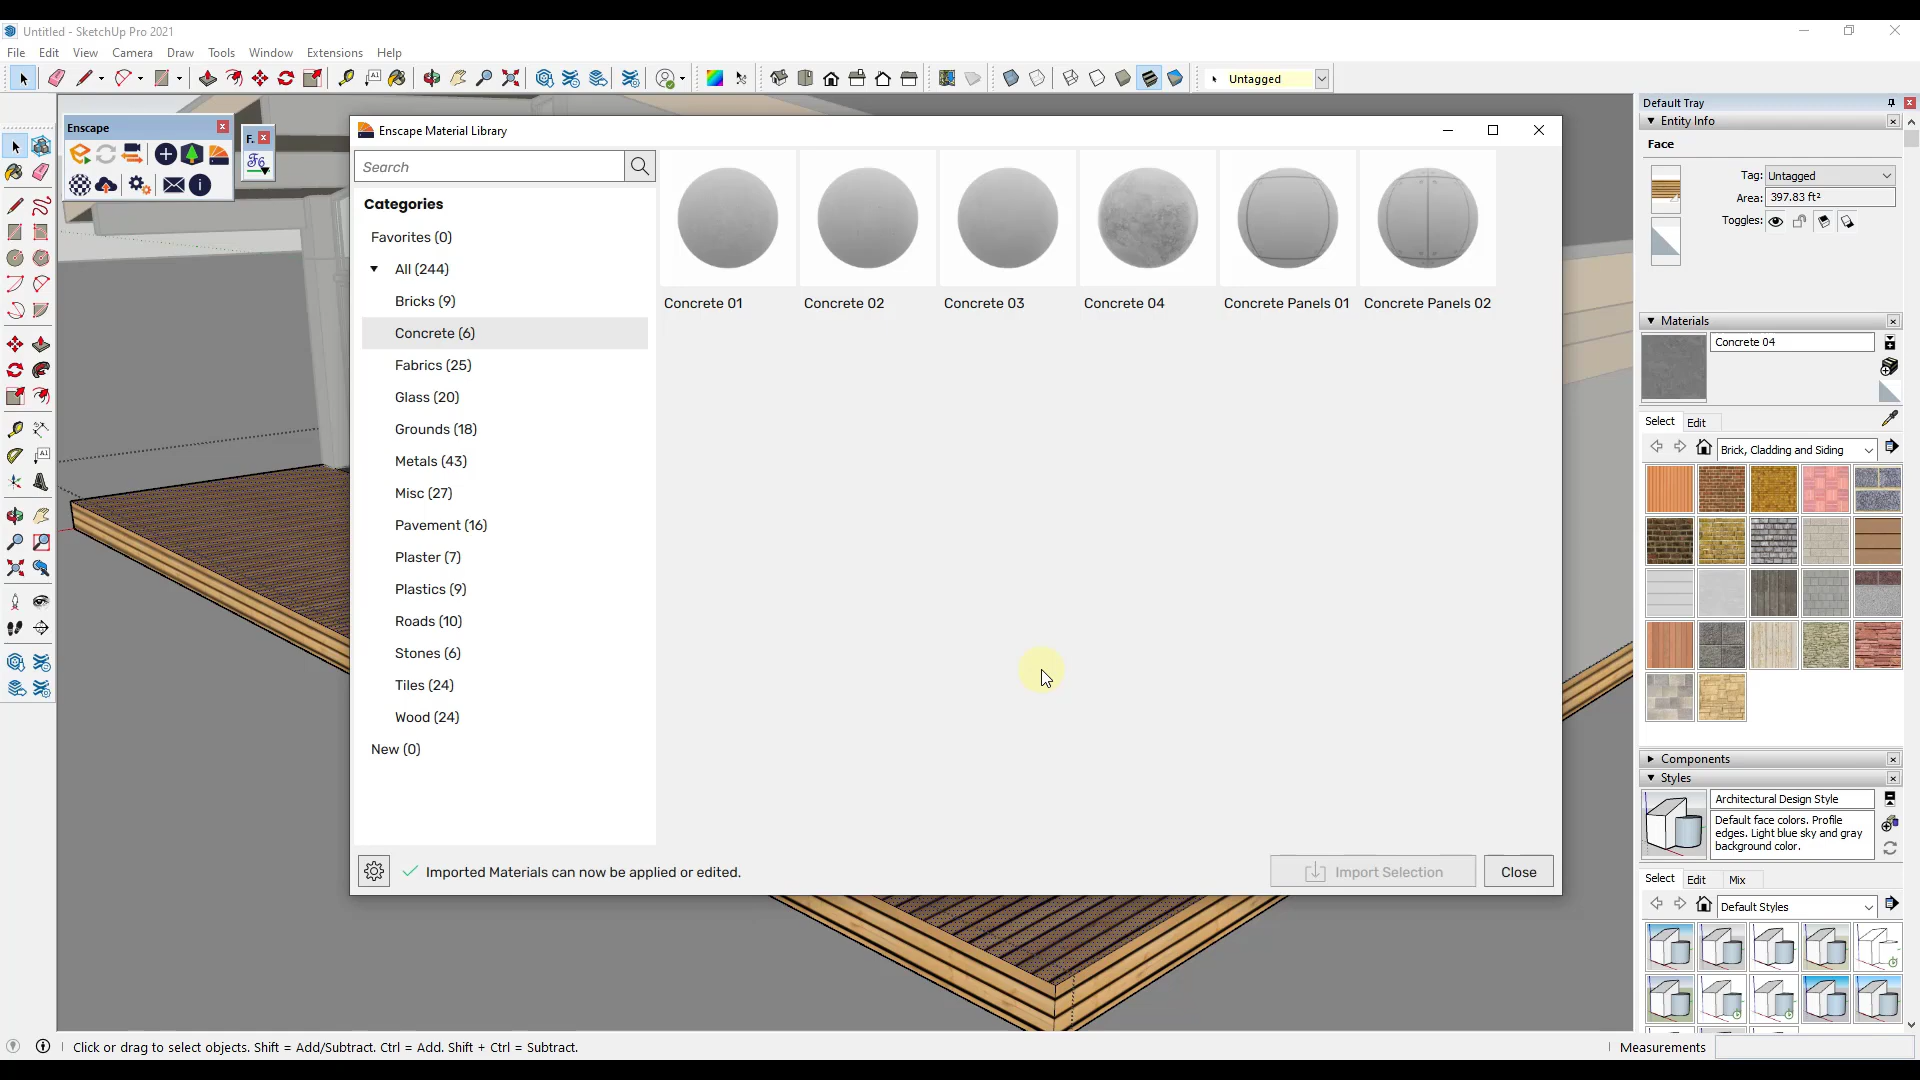 Untitled - SketchUp Pro 2021
File Edit View Camera Draw Tools Window Extensions Help
Untagged
Enscape
F.
Enscape Material Library
Search
Categories
Favorites (0)
All (244)
Bricks (9)
Concrete (6)
Fabrics (25)
Glass (20)
Grounds (18)
Metals (43)
Misc (27)
Pavement (16)
Plaster (7)
Plastics (9)
Roads (10)
Stones (6)
Tiles (24)
Wood (24)
New (0)
Concrete 01
Concrete 02
Concrete 03
Concrete 04
Concrete Panels 01
Concrete Panels 02
Imported Materials can now be applied or edited.
Import Selection
Close
Default Tray
Entity Info
Face
Tag: Untagged
Area: 397.83 ft²
Toggles:
Materials
Concrete 04
Select Edit
Brick, Cladding and Siding
Components
Styles
Architectural Design Style
Default face colors. Profile
edges. Light blue sky and gray
background color.
Select Edit Mix
Default Styles
Click or drag to select objects. Shift = Add/Subtract. Ctrl = Add. Shift + Ctrl = Subtract.
Measurements